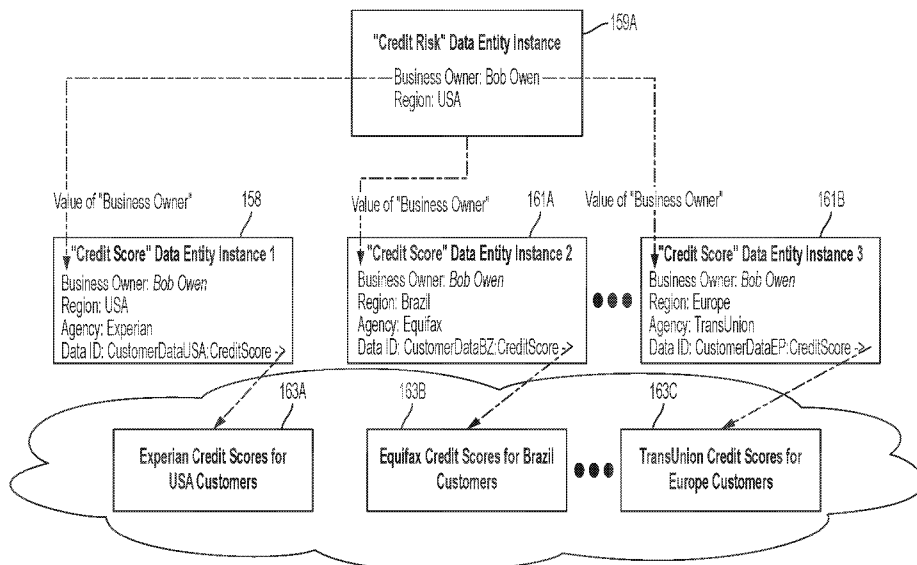 159A
"Credit Risk" Data Entity Instance
Business Owner: Bob Owen
Region: USA
Value of "Business Owner"
158
Value of "Business Owner"
161A
Value of "Business Owner"
161B
"Credit Score" Data Entity Instance 1
Business Owner: Bob Owen
Region: USA
Agency: Experian
Data ID: CustomerDataUSA:CreditScore ->
"Credit Score" Data Entity Instance 2
Business Owner: Bob Owen
Region: Brazil
Agency: Equifax
Data ID: CustomerDataBZ:CreditScore ->
"Credit Score" Data Entity Instance 3
Business Owner: Bob Owen
Region: Europe
Agency: TransUnion
Data ID: CustomerDataEP:CreditScore ->
163A
Experian Credit Scores for
USA Customers
163B
Equifax Credit Scores for Brazil
Customers
163C
TransUnion Credit Scores for
Europe Customers